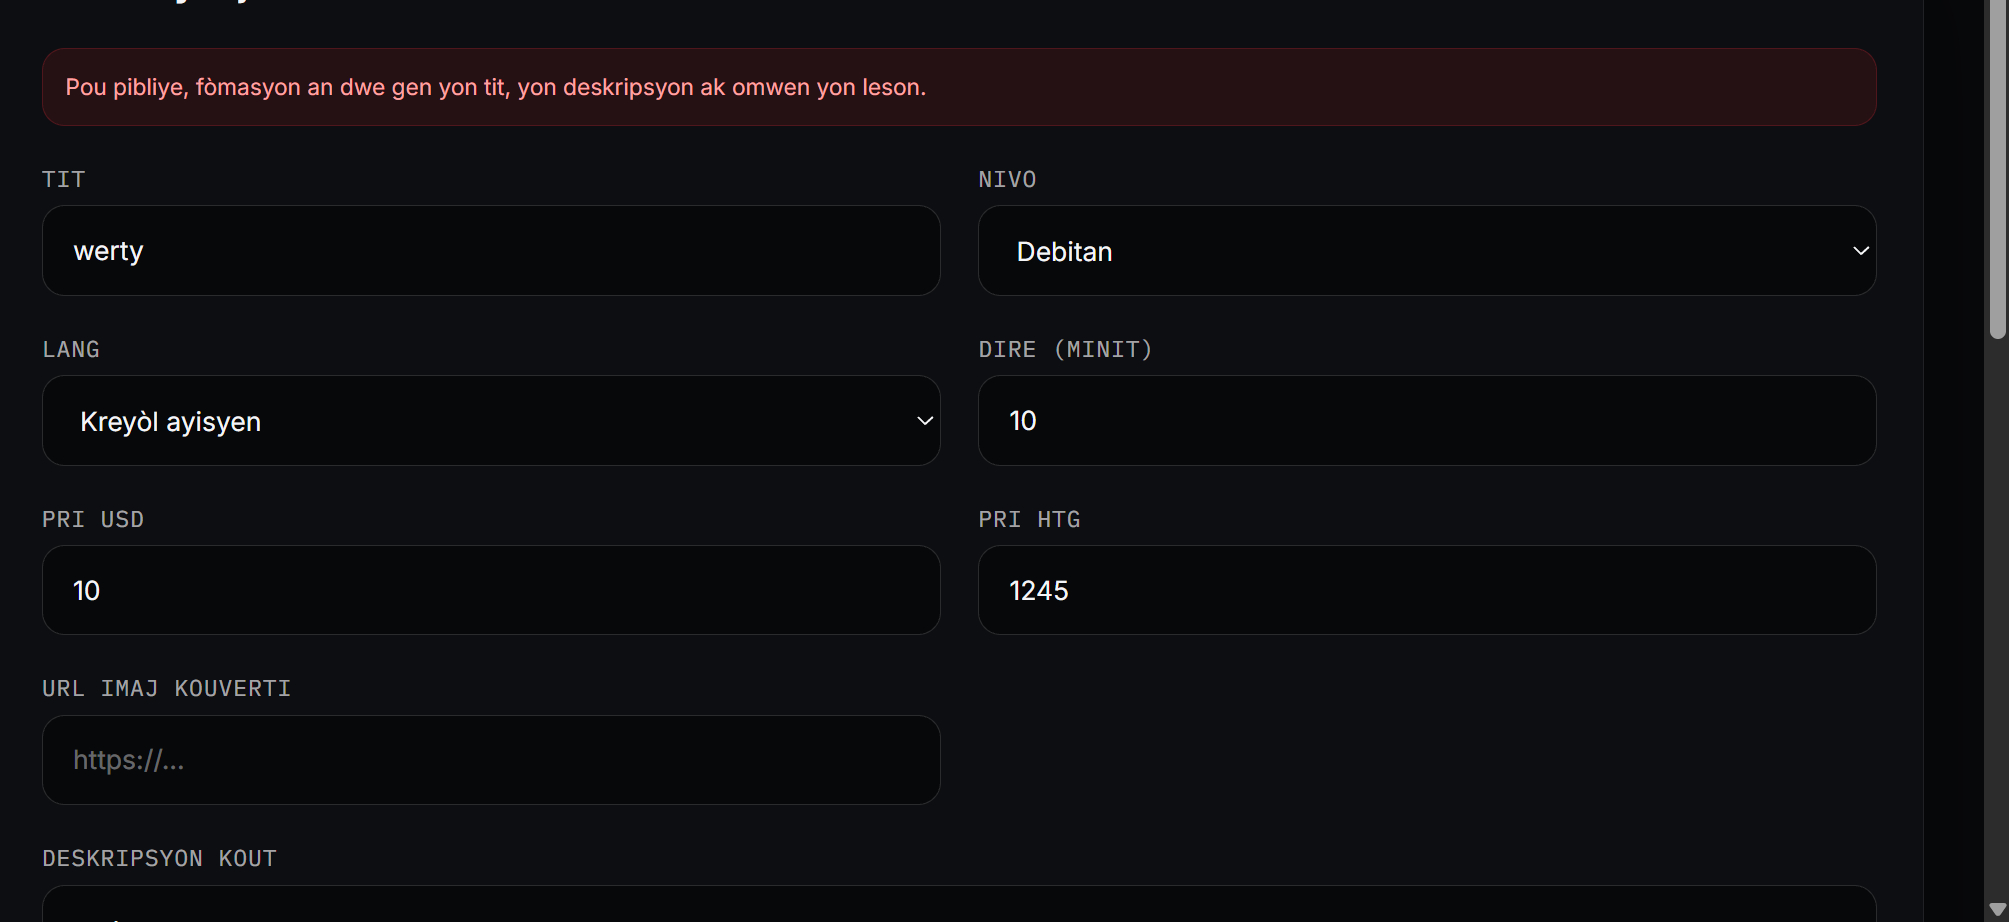 Pou pibliye, fòmasyon an dwe gen yon tit, yon deskripsyon ak omwen yon leson.
TIT
NIVO
werty
Debitan
LANG
DIRE (MINIT)
Kreyòl ayisyen
10
PRI USD
PRI HTG
10
1245
URL IMAJ KOUVERTI
https://...
DESKRIPSYON KOUT